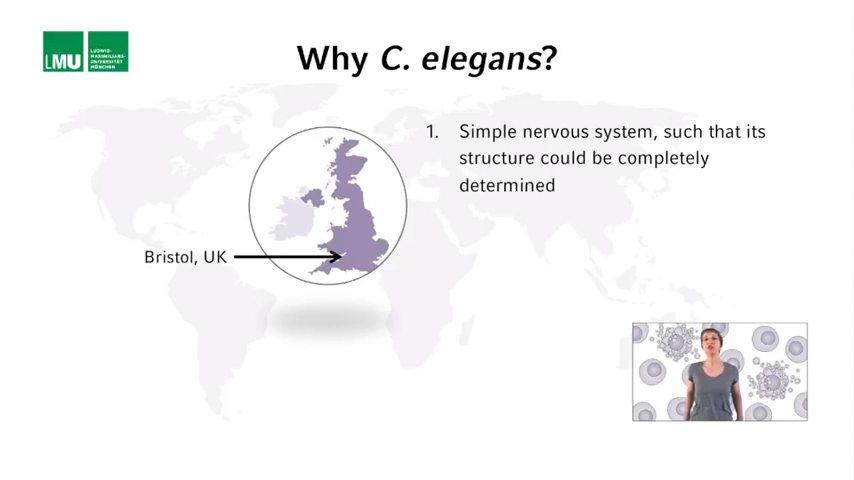 LMU
LUDWIG-
MAXIMILIANS-
UNIVERSITÄT
MÜNCHEN
Why C. elegans?
1. Simple nervous system, such that its
structure could be completely
determined
Bristol, UK